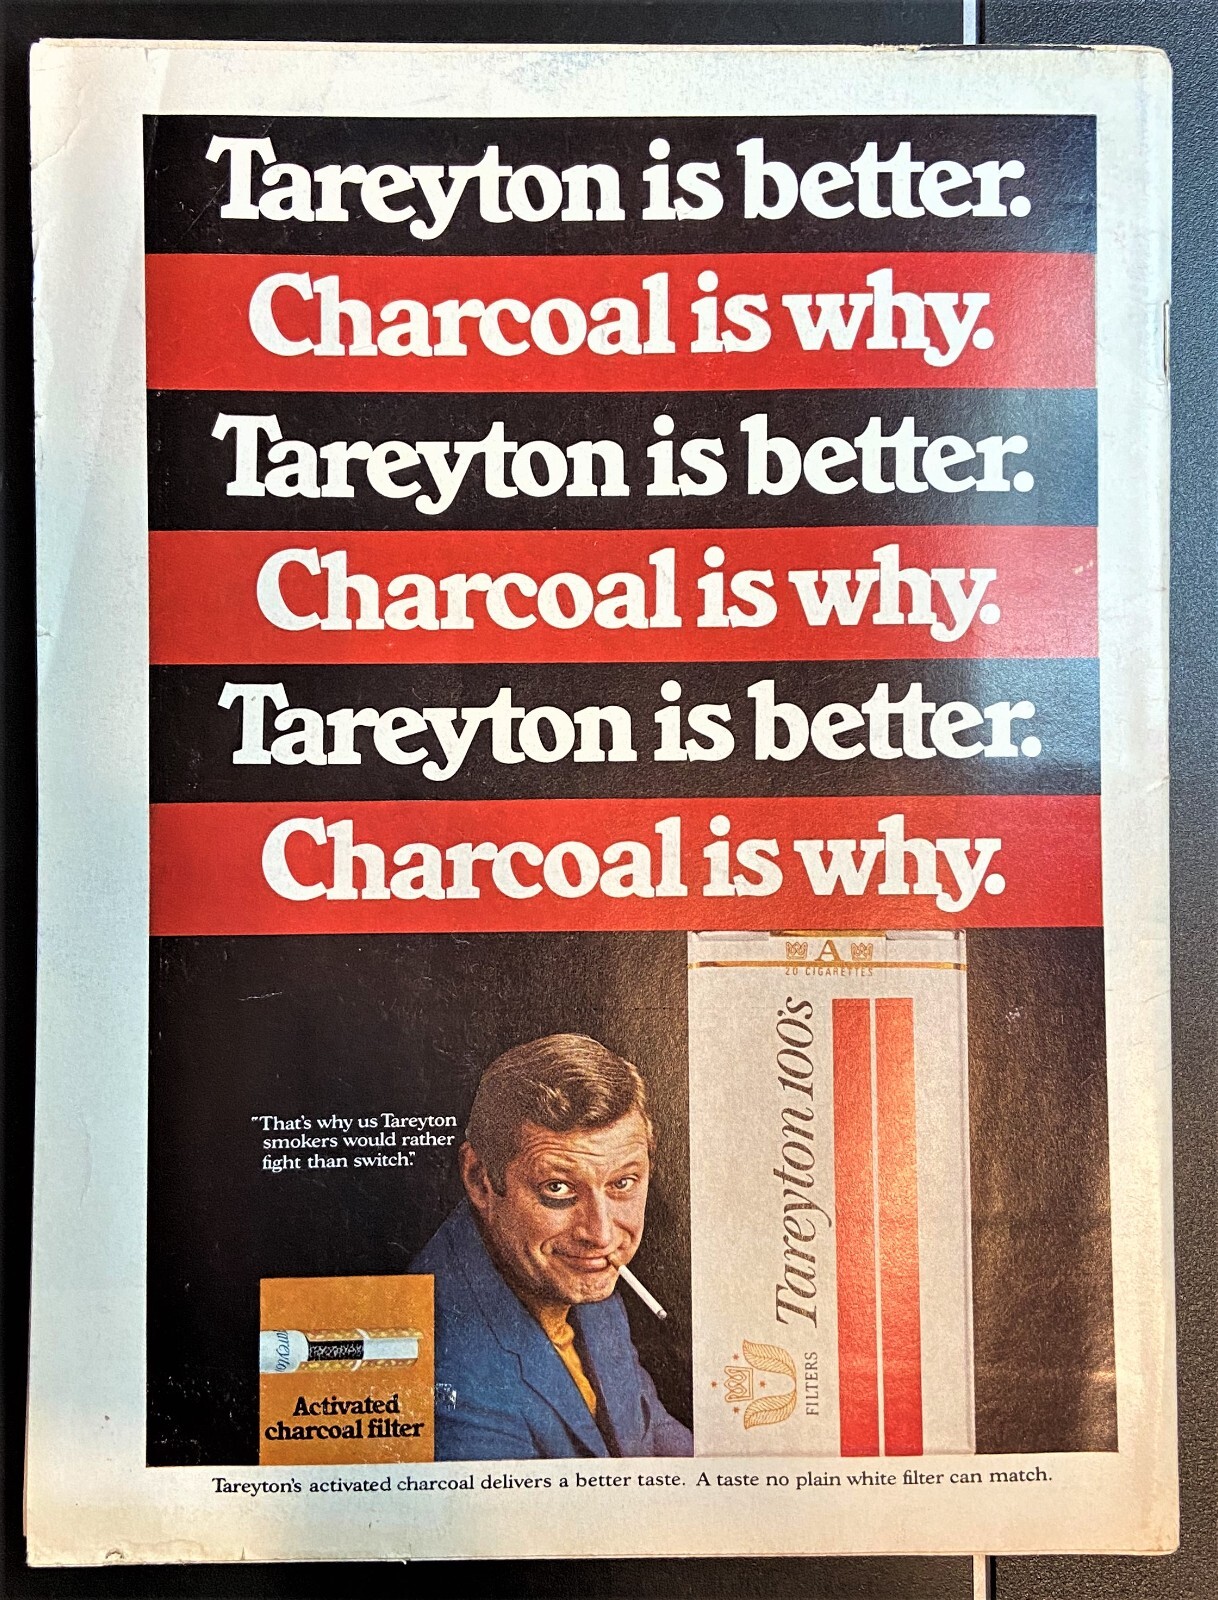 Tareyton is better.
Charcoal is why.
Tareyton is better.
Charcoal is why.
Tareyton is better.
Charcoal is why.
A
20 CIGARETTES
"That's why us Tareyton
smokers would rather
fight than switch."
Tareyton 100's
FILTERS
Activated
charcoal filter
Tareyton's activated charcoal delivers a better taste. A taste no plain white filter can match.